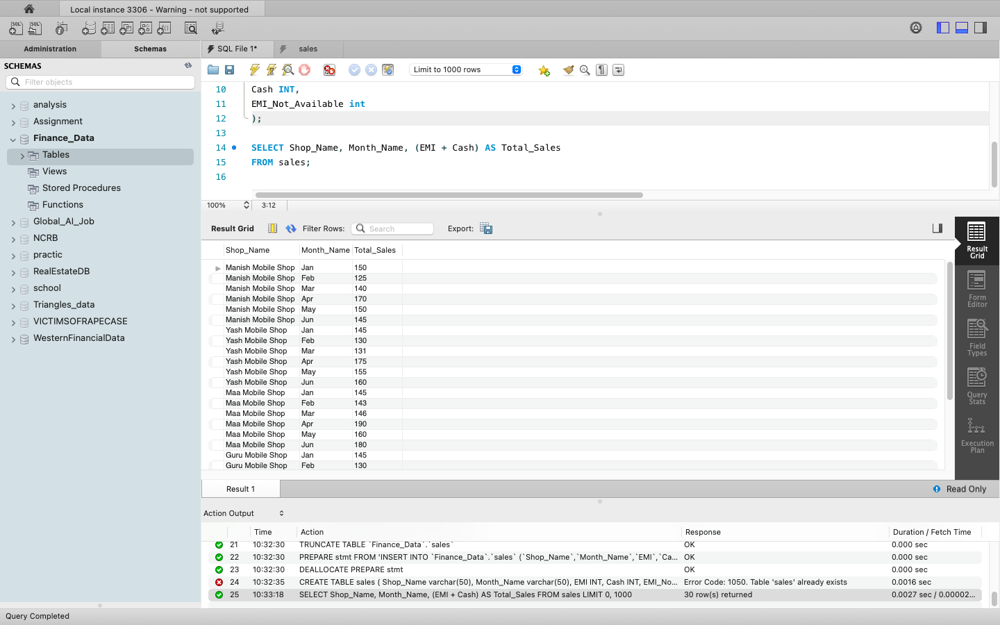 Local instance 3306 - Warning - not supported
Administration
Schemas
SQL File 1*
sales
SCHEMAS
Filter objects
analysis
Assignment
Finance_Data
Tables
Views
Stored Procedures
Functions
Global_AI_Job
NCRB
practic
RealEstateDB
school
Triangles_data
VICTIMSOFRAPECASE
WesternFinancialData
Limit to 1000 rows
10 Cash INT,
11 EMI_Not_Available int
12 );
13
14 SELECT Shop_Name, Month_Name, (EMI + Cash) AS Total_Sales
15 FROM sales;
16
100% 3:12
Result Grid Filter Rows: Search Export:
Shop_Name Month_Name Total_Sales
Manish Mobile Shop Jan 150
Manish Mobile Shop Feb 125
Manish Mobile Shop Mar 140
Manish Mobile Shop Apr 170
Manish Mobile Shop May 150
Manish Mobile Shop Jun 145
Yash Mobile Shop Jan 145
Yash Mobile Shop Feb 130
Yash Mobile Shop Mar 131
Yash Mobile Shop Apr 175
Yash Mobile Shop May 155
Yash Mobile Shop Jun 160
Maa Mobile Shop Jan 145
Maa Mobile Shop Feb 143
Maa Mobile Shop Mar 146
Maa Mobile Shop Apr 190
Maa Mobile Shop May 160
Maa Mobile Shop Jun 180
Guru Mobile Shop Jan 145
Guru Mobile Shop Feb 130
Result
Grid
Form
Editor
Field
Types
Query
Stats
Execution
Plan
Result 1
Read Only
Action Output
Time Action Response Duration / Fetch Time
21 10:32:30 TRUNCATE TABLE `Finance_Data`.`sales` OK 0.000 sec
22 10:32:30 PREPARE stmt FROM 'INSERT INTO `Finance_Data`.`sales` (`Shop_Name`,`Month_Name`,`EMI`,`Ca... OK 0.000 sec
23 10:32:30 DEALLOCATE PREPARE stmt OK 0.000 sec
24 10:32:35 CREATE TABLE sales ( Shop_Name varchar(50), Month_Name varchar(50), EMI INT, Cash INT, EMI_No... Error Code: 1050. Table 'sales' already exists 0.0016 sec
25 10:33:18 SELECT Shop_Name, Month_Name, (EMI + Cash) AS Total_Sales FROM sales LIMIT 0, 1000 30 row(s) returned 0.0027 sec / 0.00002...
Query Completed